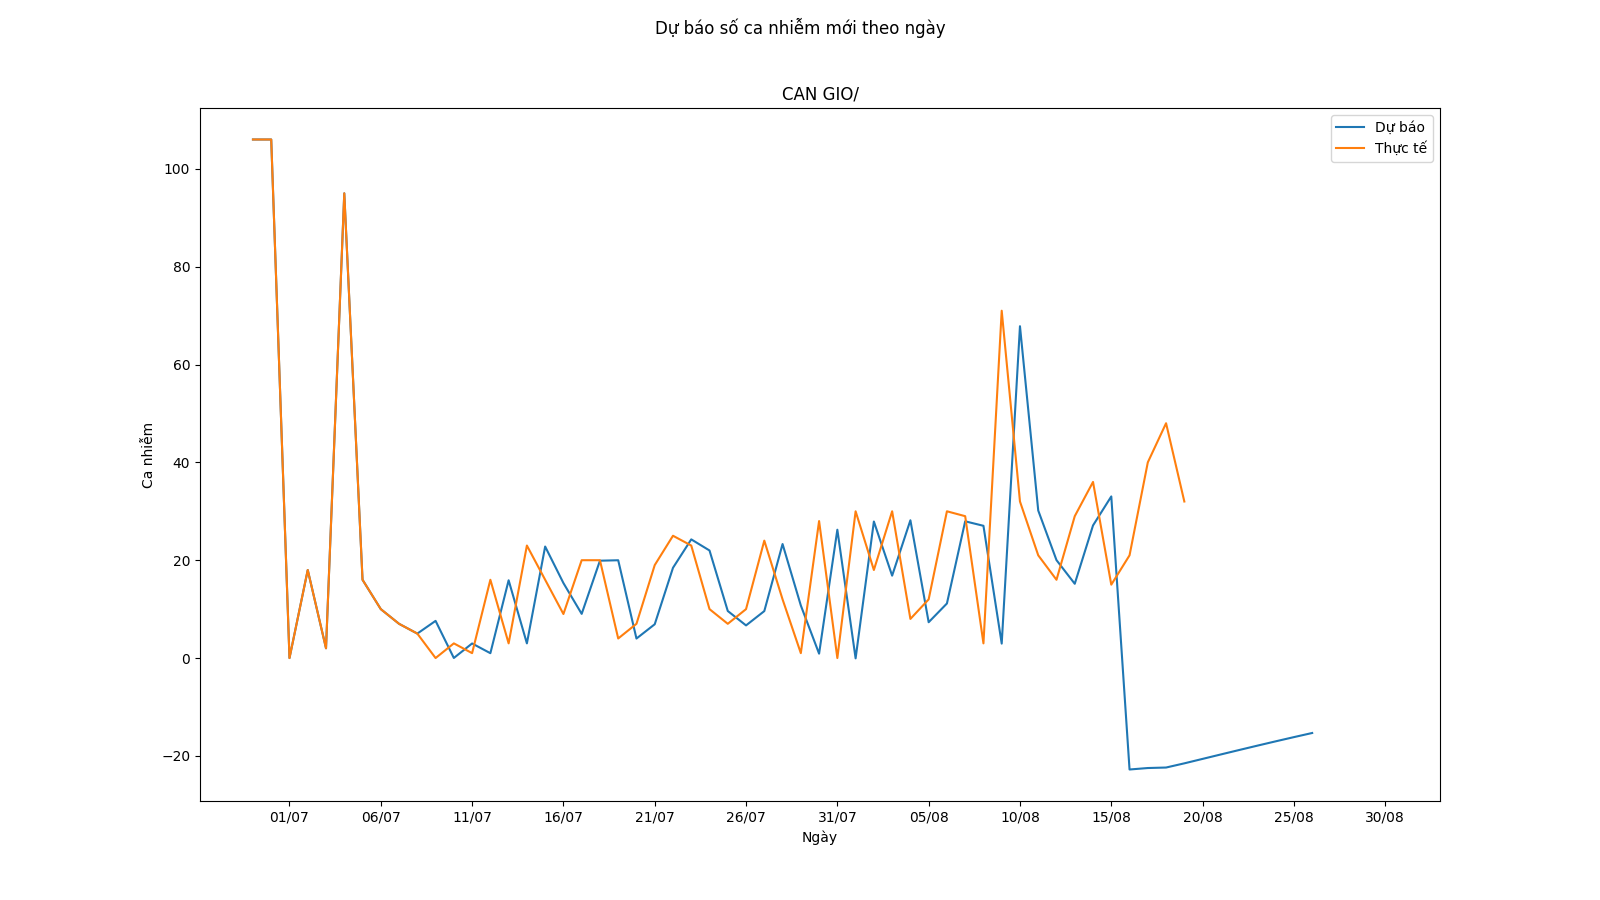 Dự báo số ca nhiễm mới theo ngày
CAN GIO/
Dự báo
Thực tế
Ca nhiễm
100
80
60
40
20
0
−20
01/07 06/07 11/07 16/07 21/07 26/07 31/07 05/08 10/08 15/08 20/08 25/08 30/08
Ngày